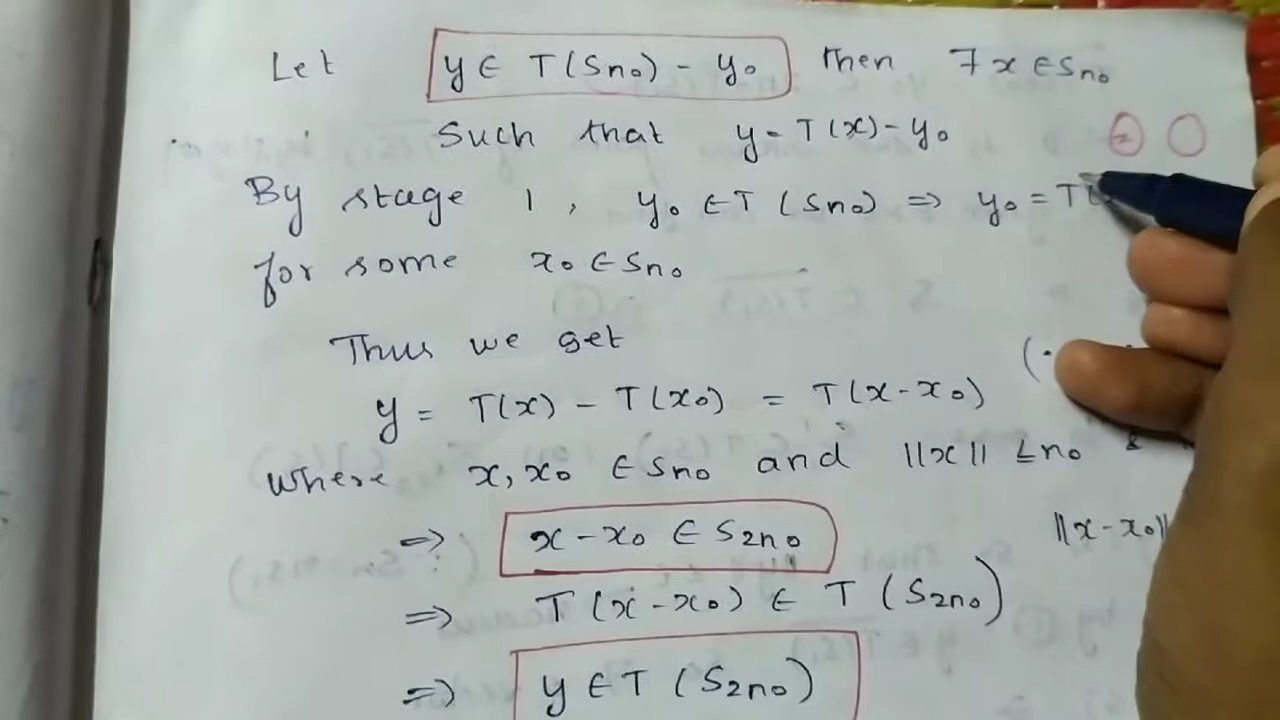 Let y ∈ T(Sn₀) - y₀ then ∃ x ∈ Sn₀
Such that y = T(x) - y₀
By stage 1, y₀ ∈ T(Sn₀) ⇒ y₀ = T(
for some x₀ ∈ Sn₀
Thus we get
y = T(x) - T(x₀) = T(x-x₀) (∵
where x, x₀ ∈ Sn₀ and ||x|| ≤ n₀ &
⇒ x - x₀ ∈ S₂n₀ ||x-x₀||
⇒ T(x-x₀) ∈ T(S₂n₀)
⇒ y ∈ T(S₂n₀)